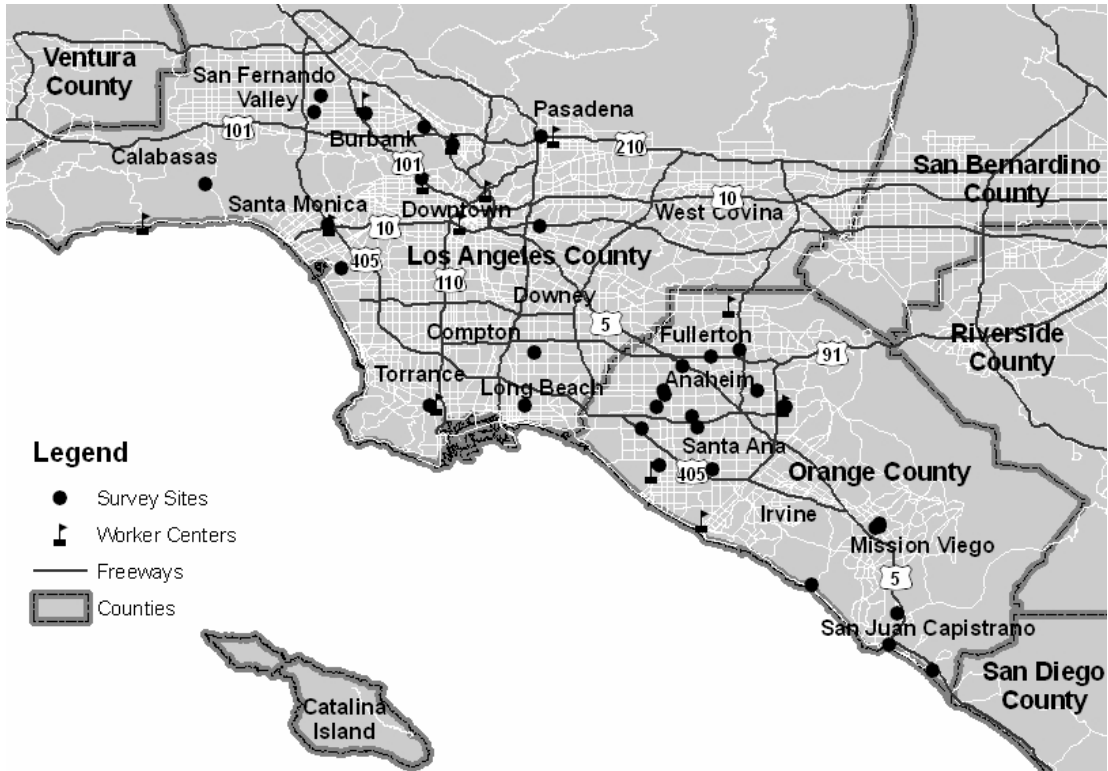 Ventura
County
San Fernando
Valley
Pasadena
101
Burbank
210
Calabasas
101
San Bernardino
County
Santa Monica
Downtown
10
West Covina
10
405
Los Angeles County
110
Downey
5
Compton
Fullerton
91
Riverside
County
Torrance
Long Beach
Anaheim
Santa Ana
405
Orange County
Irvine
Mission Viego
5
San Juan Capistrano
San Diego
County
Legend
Survey Sites
Worker Centers
Freeways
Counties
Catalina
Island